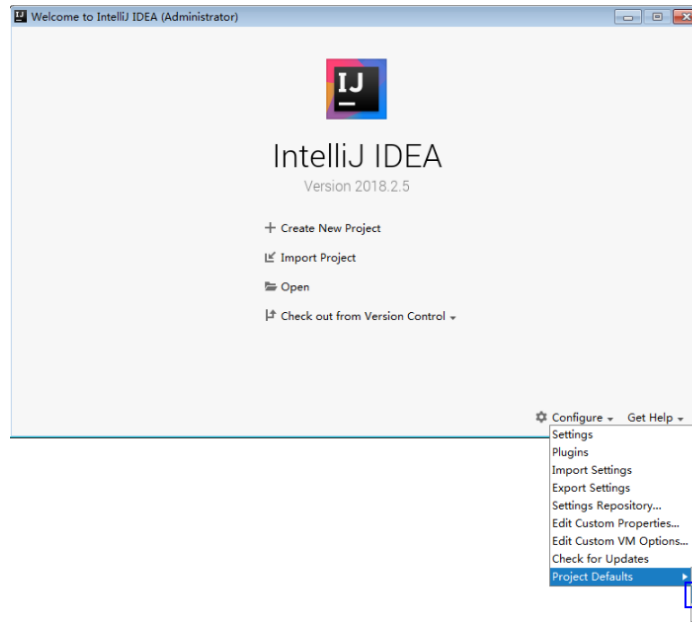 Welcome to IntelliJ IDEA (Administrator)
IJ
IntelliJ IDEA
Version 2018.2.5
Create New Project
Import Project
Open
Check out from Version Control
Configure Get Help
Settings
Plugins
Import Settings
Export Settings
Settings Repository...
Edit Custom Properties...
Edit Custom VM Options...
Check for Updates
Project Defaults